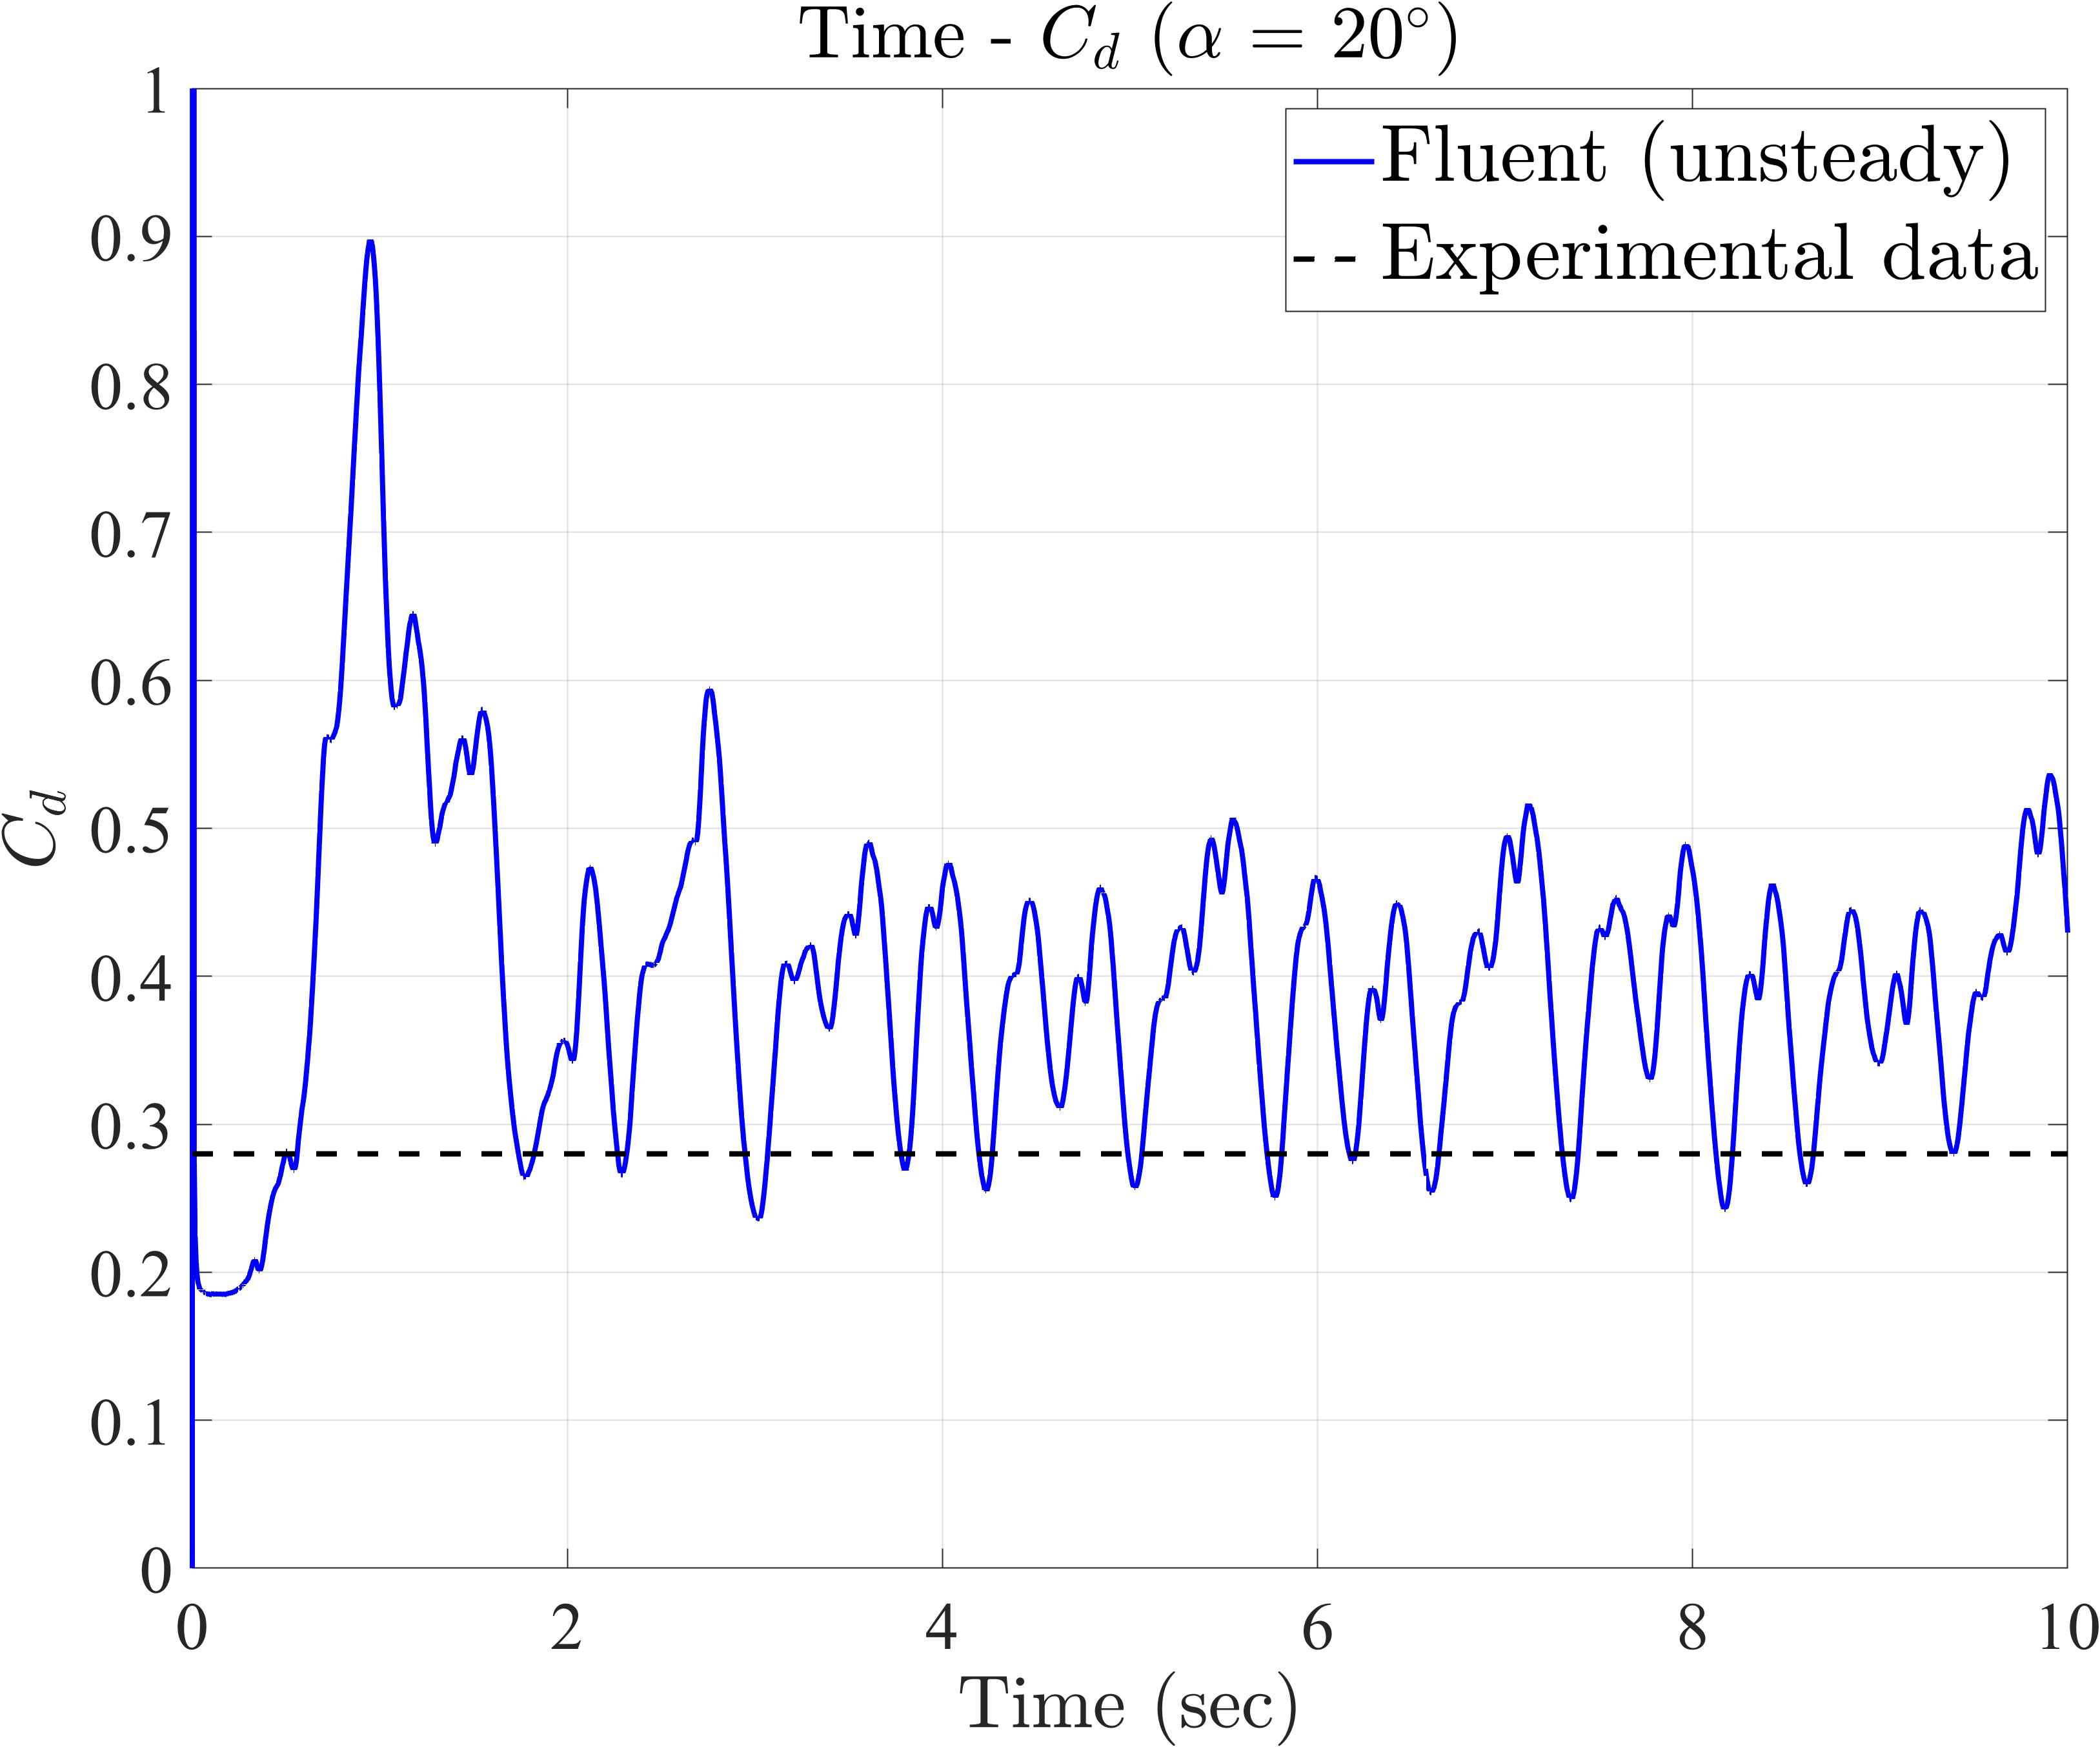 Time - C_d (α = 20°)
1
0.9
0.8
0.7
0.6
0.5
0.4
0.3
0.2
0.1
0
C_d
Fluent (unsteady)
Experimental data
0 2 4 6 8 10
Time (sec)